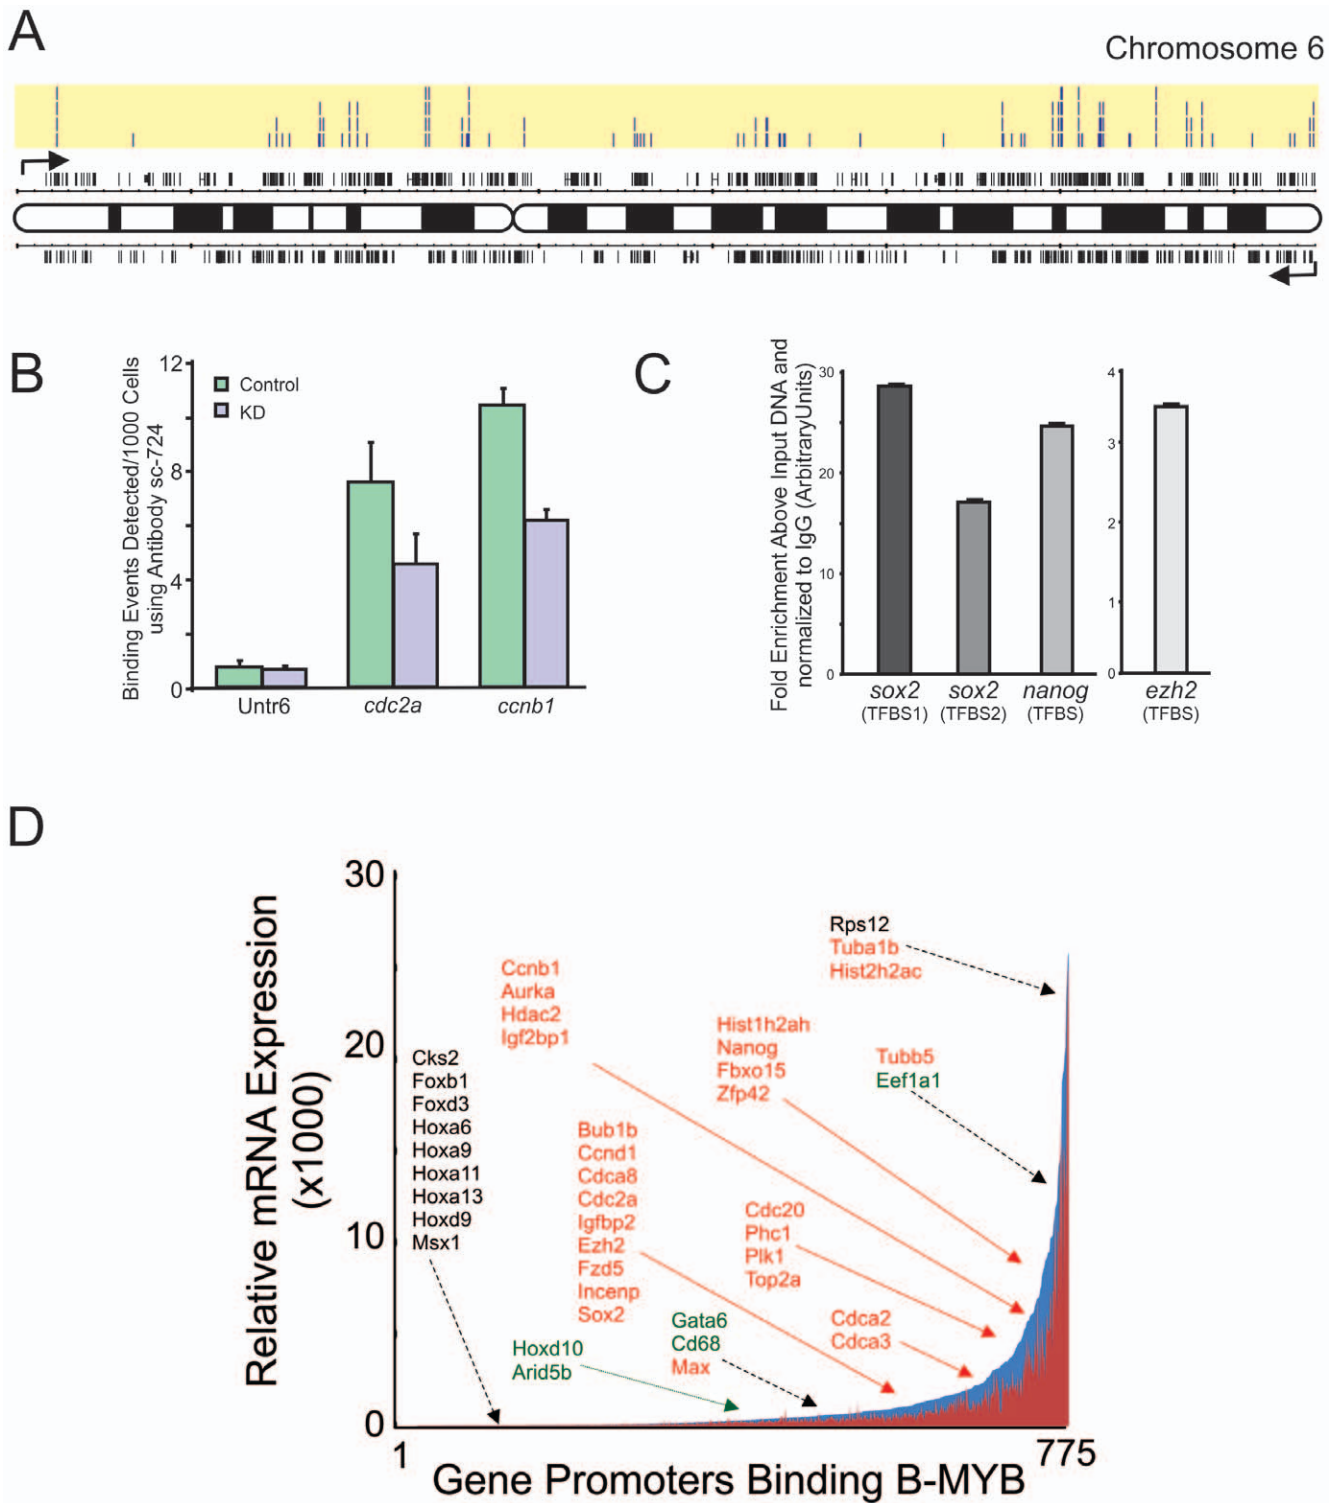 A
Chromosome 6
B
Binding Events Detected/1000 Cells
using Antibody sc-724
12
8
4
0
Control
KD
Untr6
cdc2a
ccnb1
C
Fold Enrichment Above Input DNA and
normalized to IgG (ArbitraryUnits)
30
20
10
0
sox2
(TFBS1)
sox2
(TFBS2)
nanog
(TFBS)
4
3
2
1
0
ezh2
(TFBS)
D
Relative mRNA Expression
(x1000)
30
20
10
0
Cks2
Foxb1
Foxd3
Hoxa6
Hoxa9
Hoxa11
Hoxa13
Hoxd9
Msx1
Ccnb1
Aurka
Hdac2
Igf2bp1
Hoxd10
Arid5b
Bub1b
Ccnd1
Cdca8
Cdc2a
Igfbp2
Ezh2
Fzd5
Incenp
Sox2
Gata6
Cd68
Max
Hist1h2ah
Nanog
Fbxo15
Zfp42
Cdc20
Phc1
Plk1
Top2a
Cdca2
Cdca3
Rps12
Tuba1b
Hist2h2ac
Tubb5
Eef1a1
1
775
Gene Promoters Binding B-MYB